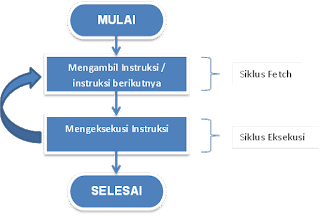 MULAI
Mengambil Instruksi /
instruksi berikutnya
Siklus Fetch
Mengeksekusi Instruksi
Siklus Eksekusi
SELESAI